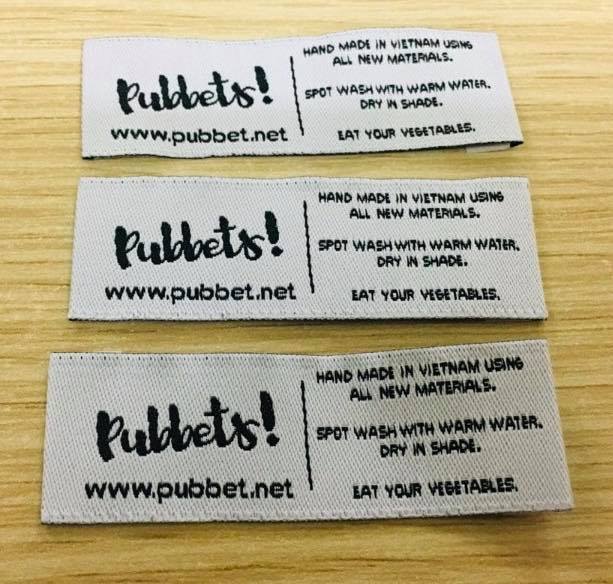 Pubbets!
www.pubbet.net
HAND MADE IN VIETNAM USING
ALL NEW MATERIALS.
SPOT WASH WITH WARM WATER.
DRY IN SHADE.
EAT YOUR VEGETABLES.
Pubbets!
www.pubbet.net
HAND MADE IN VIETNAM USING
ALL NEW MATERIALS.
SPOT WASH WITH WARM WATER.
DRY IN SHADE.
EAT YOUR VEGETABLES.
Pubbets!
www.pubbet.net
HAND MADE IN VIETNAM USING
ALL NEW MATERIALS.
SPOT WASH WITH WARM WATER.
DRY IN SHADE.
EAT YOUR VEGETABLES.